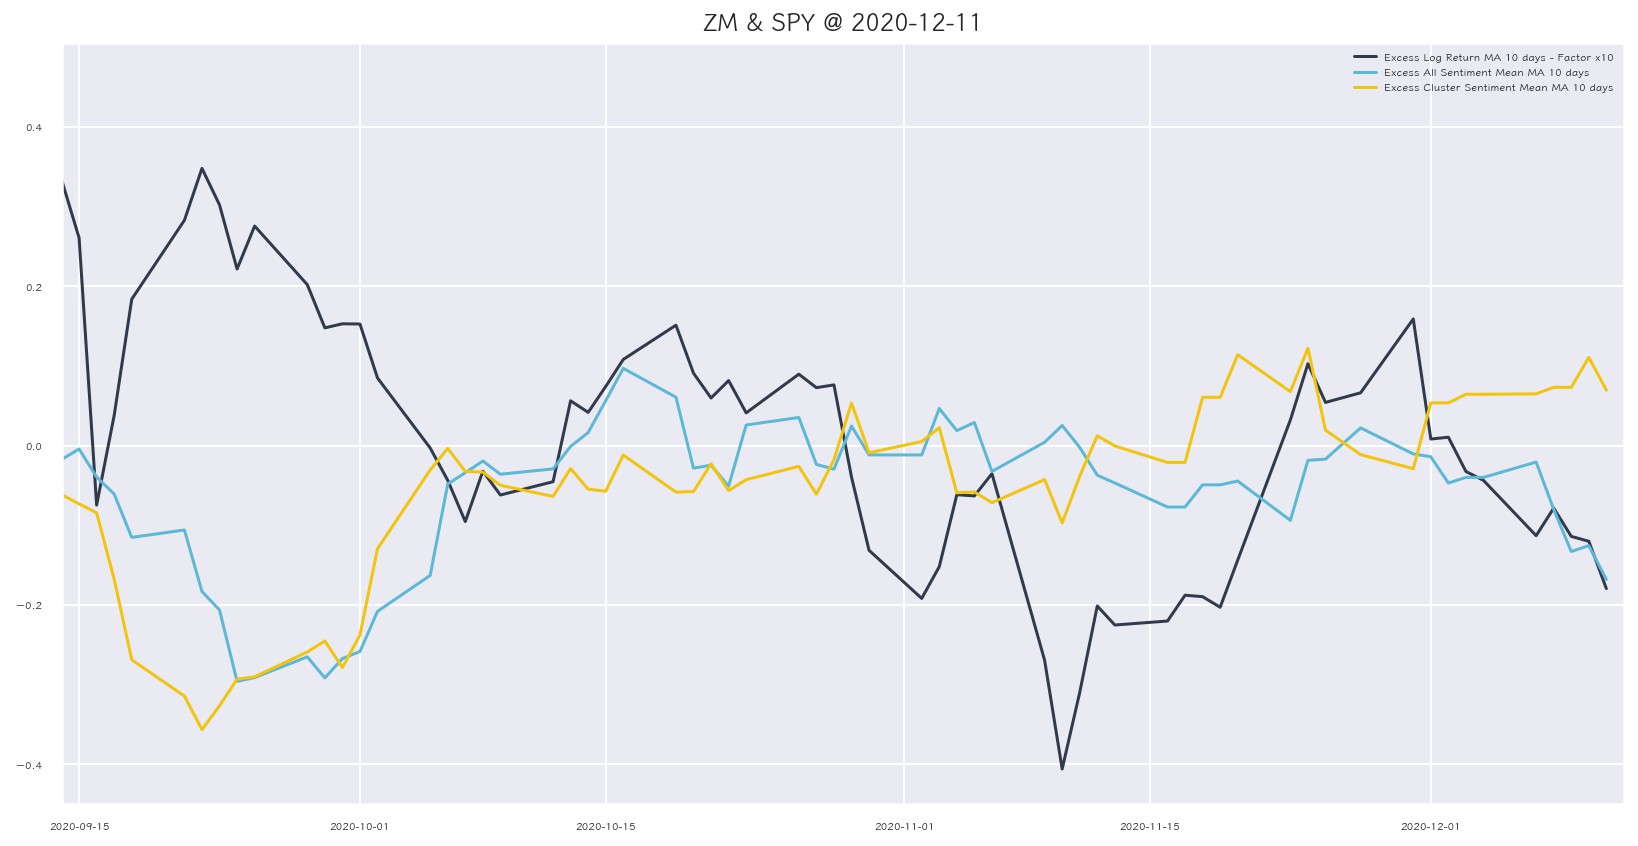 ZM & SPY @ 2020-12-11
Excess Log Return MA 10 days - Factor x10
Excess All Sentiment Mean MA 10 days
Excess Cluster Sentiment Mean MA 10 days
0.4
0.2
0.0
−0.2
−0.4
2020-09-15 2020-10-01 2020-10-15 2020-11-01 2020-11-15 2020-12-01